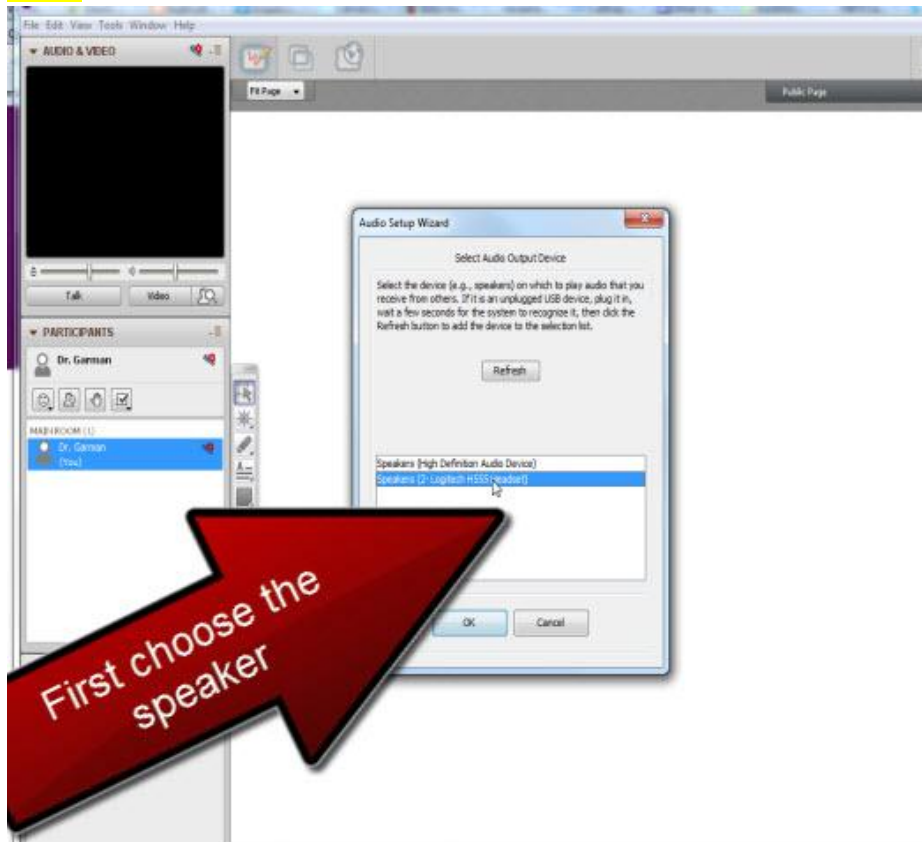 File Edit View Tools Window Help
AUDIO & VIDEO
Fit Page
Public Page
Talk
Video
PARTICIPANTS
Dr. Garman
MAIN ROOM (1)
Dr. Garman
(You)
Audio Setup Wizard
Select Audio Output Device
Select the device (e.g., speakers) on which to play audio that you
receive from others. If it is an unplugged USB device, plug it in,
wait a few seconds for the system to recognize it, then click the
Refresh button to add the device to the selection list.
Refresh
Speakers (High Definition Audio Device)
Speakers (2- Logitech H555 Headset)
OK
Cancel
First choose the
speaker